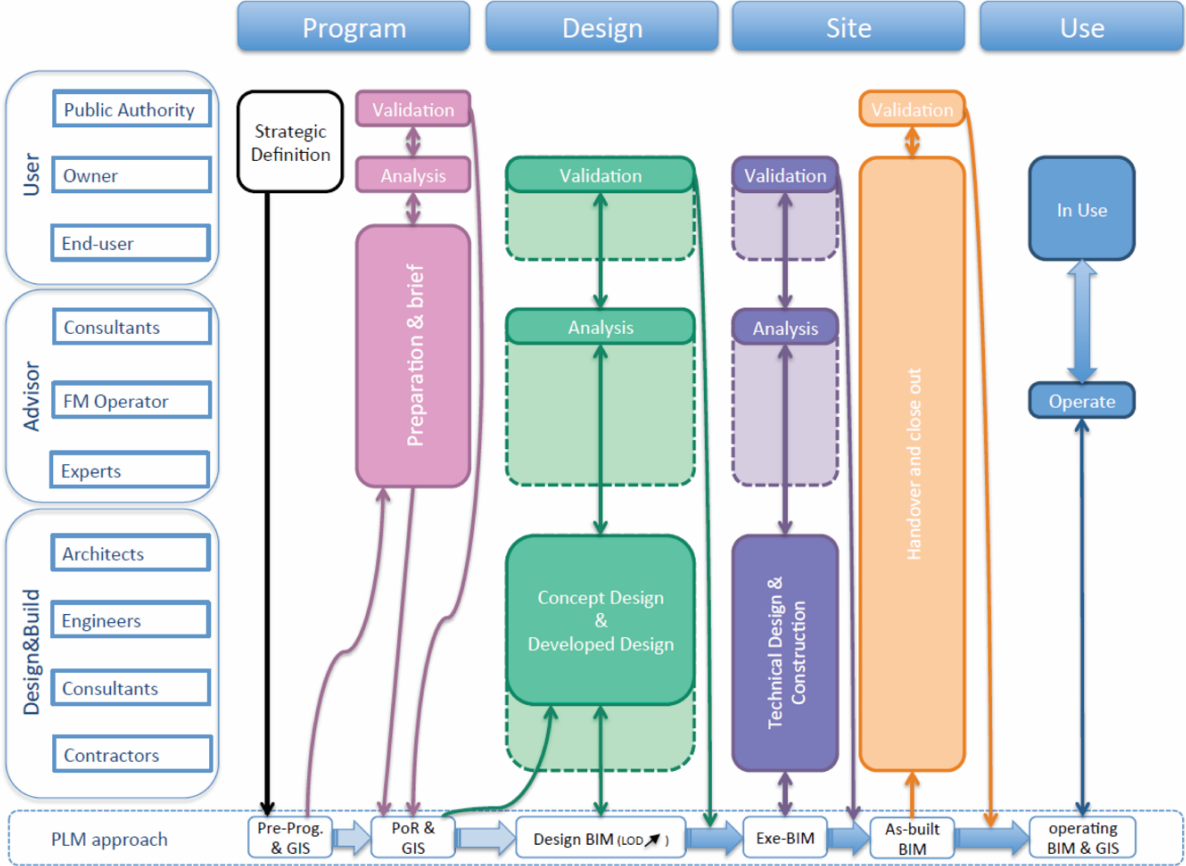 Program
Design
Site
Use
User
Public Authority
Owner
End-user
Advisor
Consultants
FM Operator
Experts
Design&Build
Architects
Engineers
Consultants
Contractors
Strategic
Definition
Validation
Analysis
Preparation & brief
Validation
Analysis
Concept Design
&
Developed Design
Validation
Analysis
Technical Design &
Construction
Validation
Handover and close out
In Use
Operate
PLM approach
Pre-Prog.
& GIS
PoR &
GIS
Design BIM (LOD )
Exe-BIM
As-built
BIM
operating
BIM & GIS